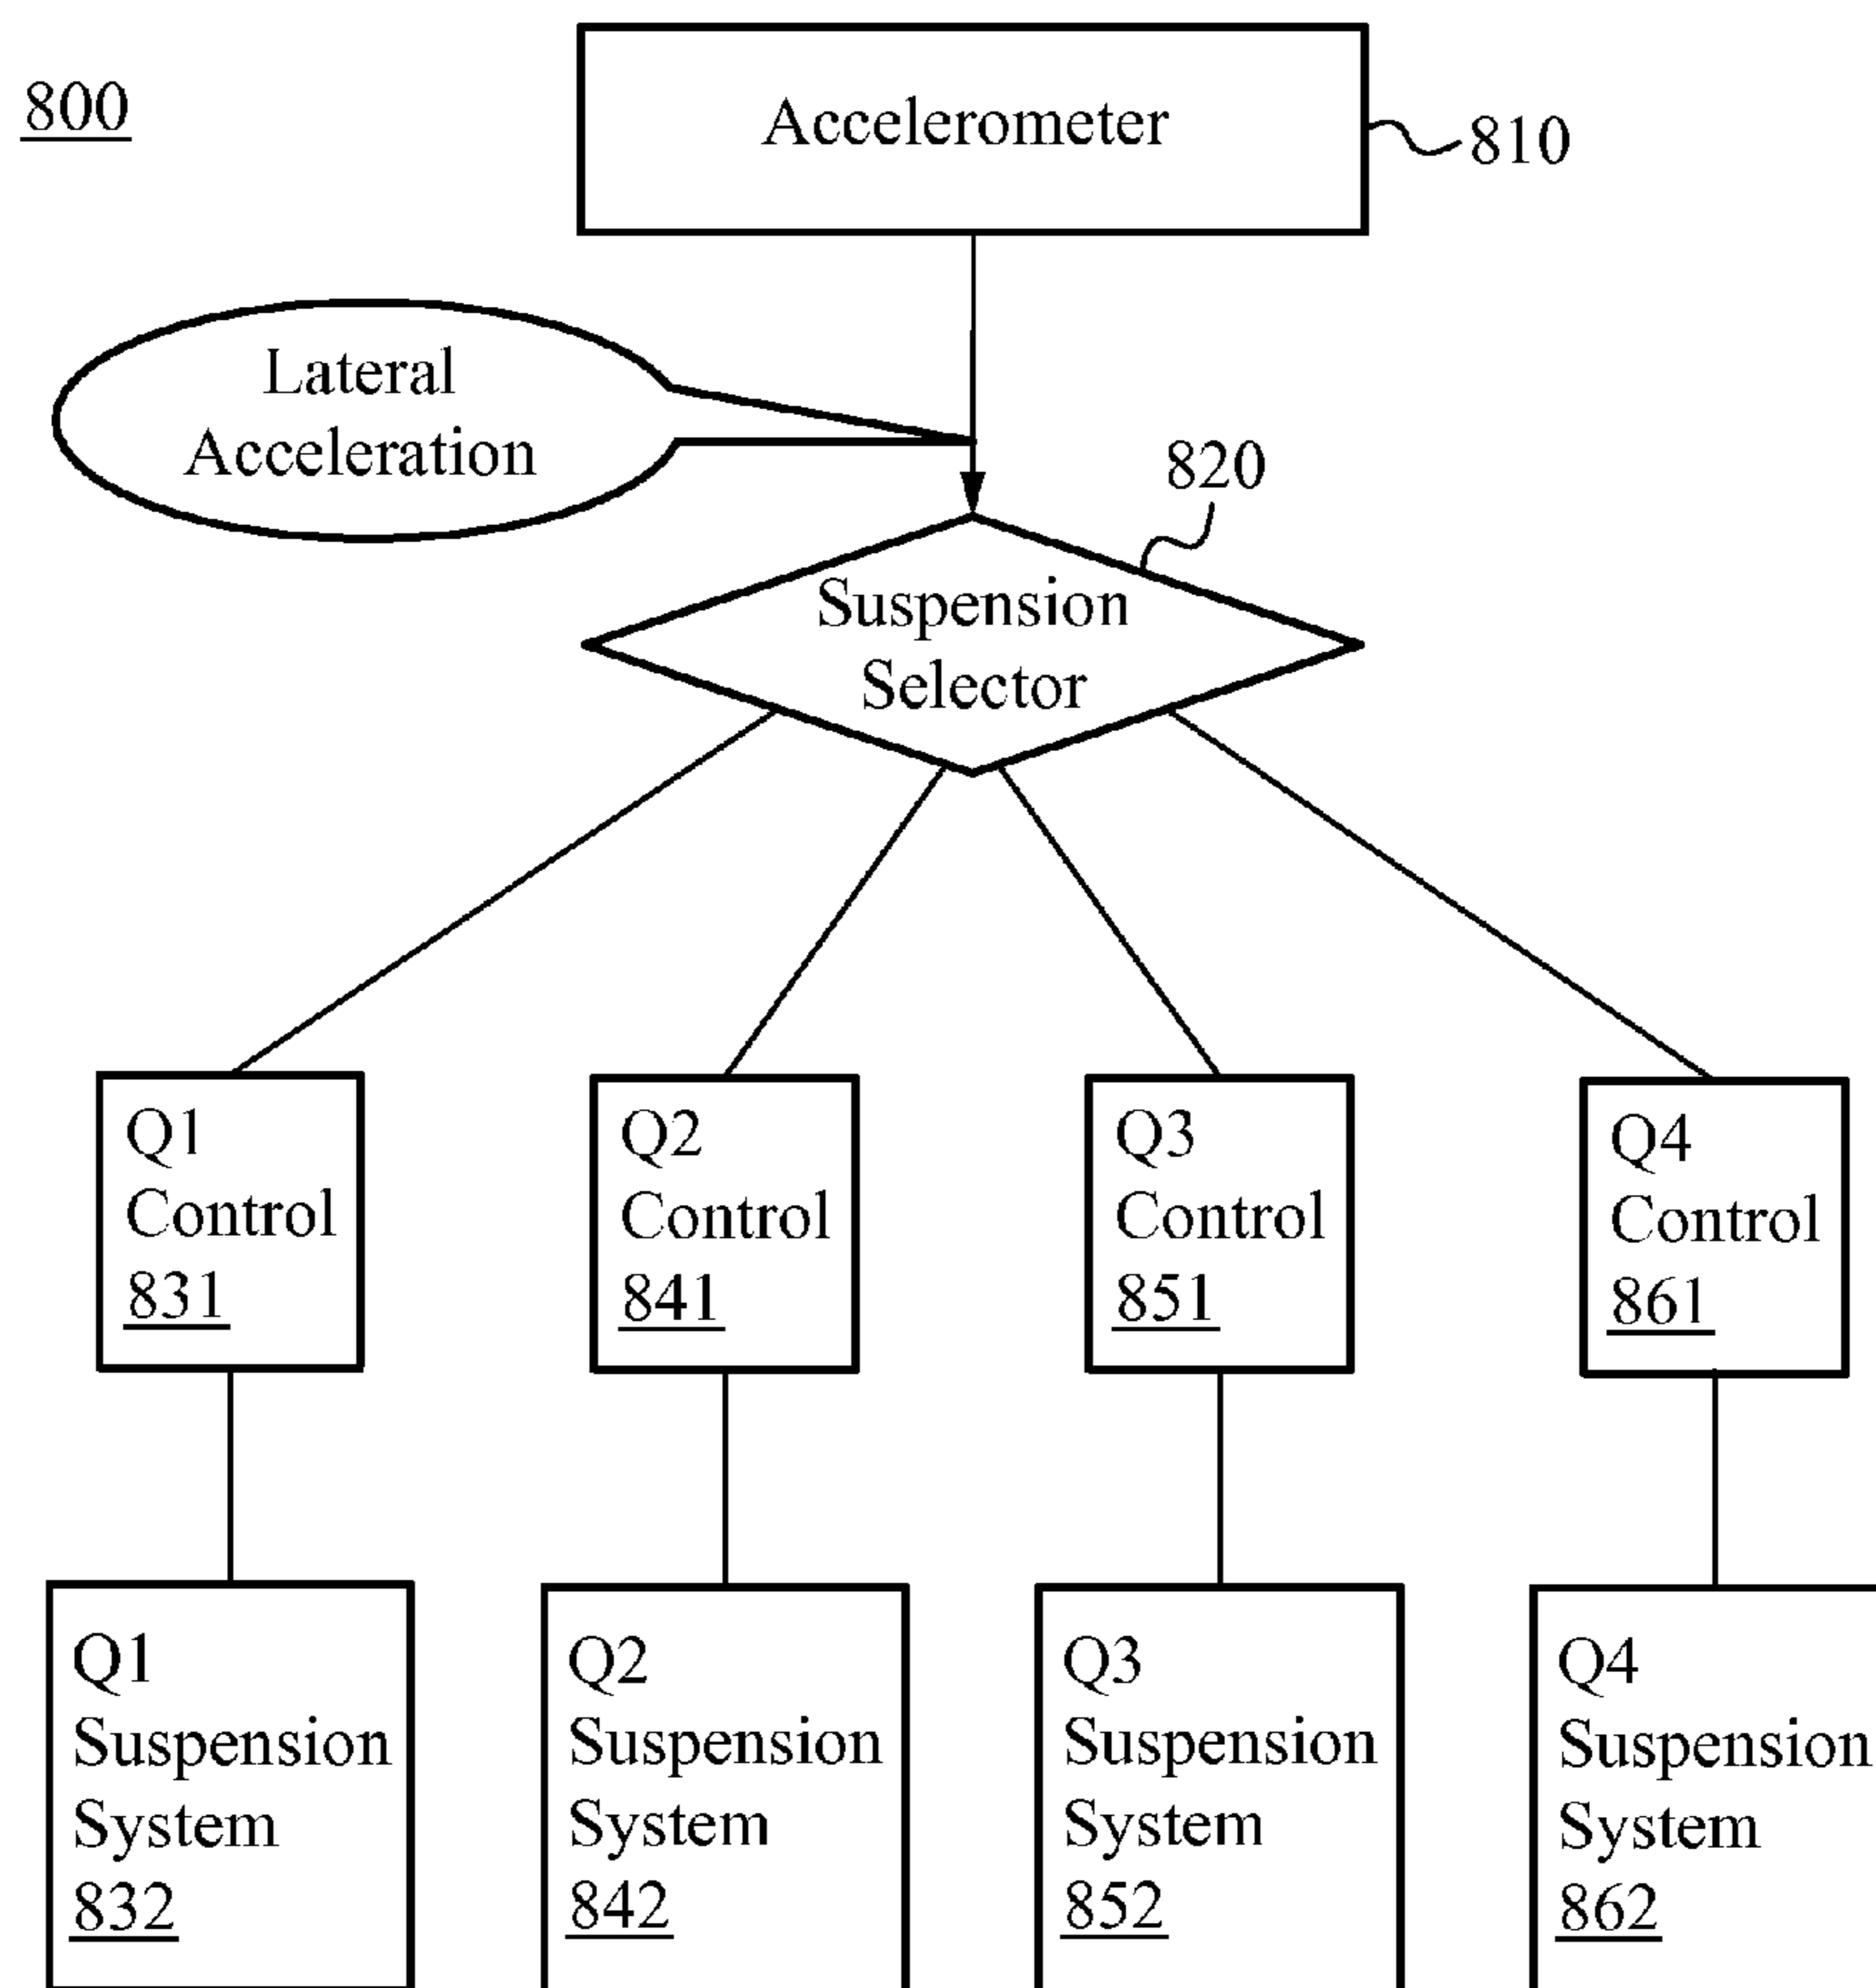 800
Accelerometer
810
Lateral
Acceleration
820
Suspension
Selector
Q1
Control
831
Q2
Control
841
Q3
Control
851
Q4
Control
861
Q1
Suspension
System
832
Q2
Suspension
System
842
Q3
Suspension
System
852
Q4
Suspension
System
862